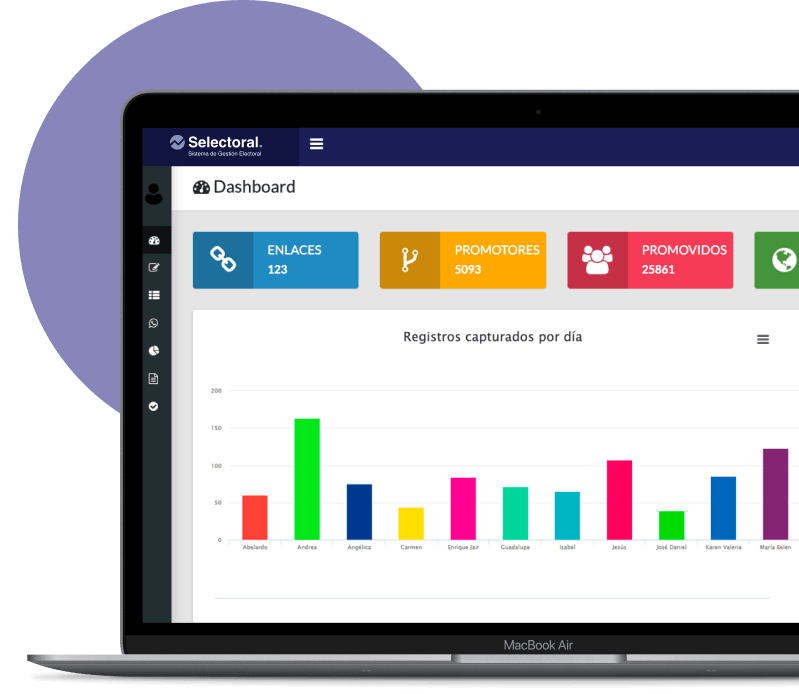 Selectoral.
Sistema de Gestión Electoral
Dashboard
ENLACES
123
PROMOTORES
5093
PROMOVIDOS
25861
Registros capturados por día
200
150
100
50
0
Abelardo
Andrea
Angélica
Carmen
Enrique Jair
Guadalupe
Isabel
Jezús
José Daniel
Karen Valeria
María Belen
MacBook Air